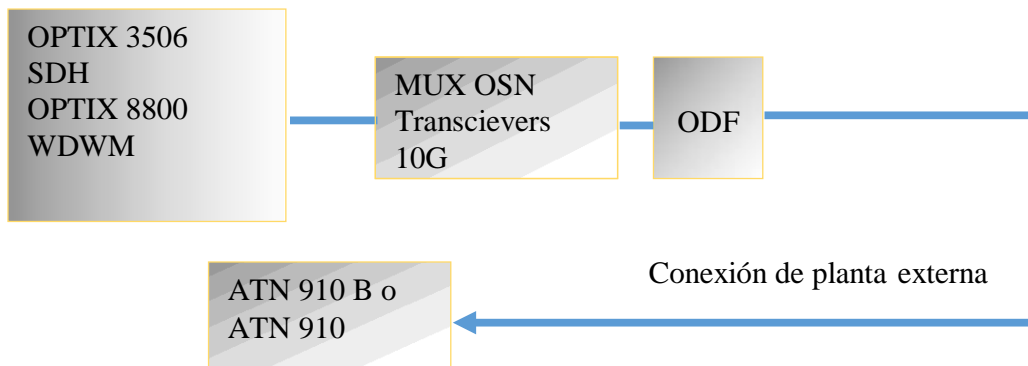 OPTIX 3506
SDH
OPTIX 8800
WDWM
MUX OSN
Transcievers
10G
ODF
Conexión de planta externa
ATN 910 B o
ATN 910